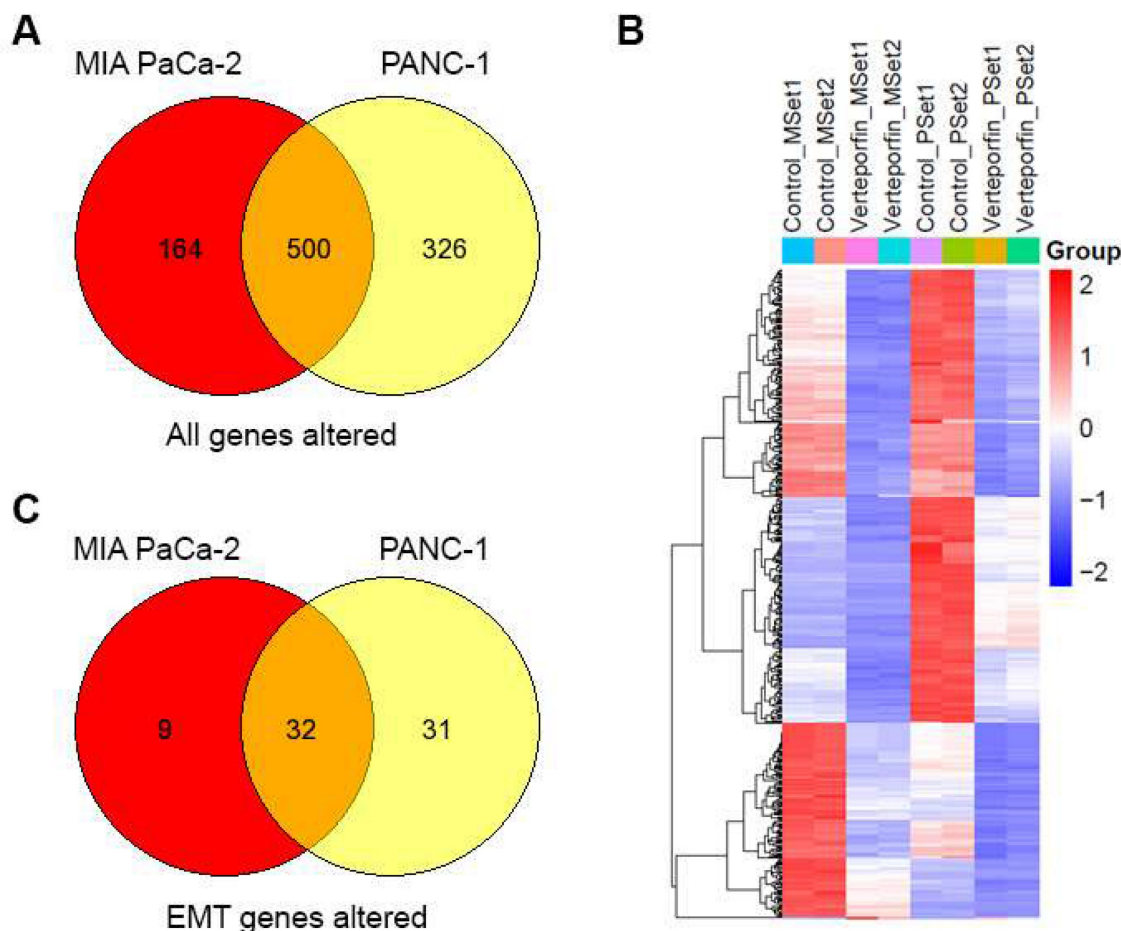 A
MIA PaCa-2 PANC-1
164 500 326
All genes altered
B
Control_MSet1
Control_MSet2
Verteporfin_MSet1
Verteporfin_MSet2
Control_PSet1
Control_PSet2
Verteporfin_PSet1
Verteporfin_PSet2
Group
2
1
0
−1
−2
C
MIA PaCa-2 PANC-1
9 32 31
EMT genes altered